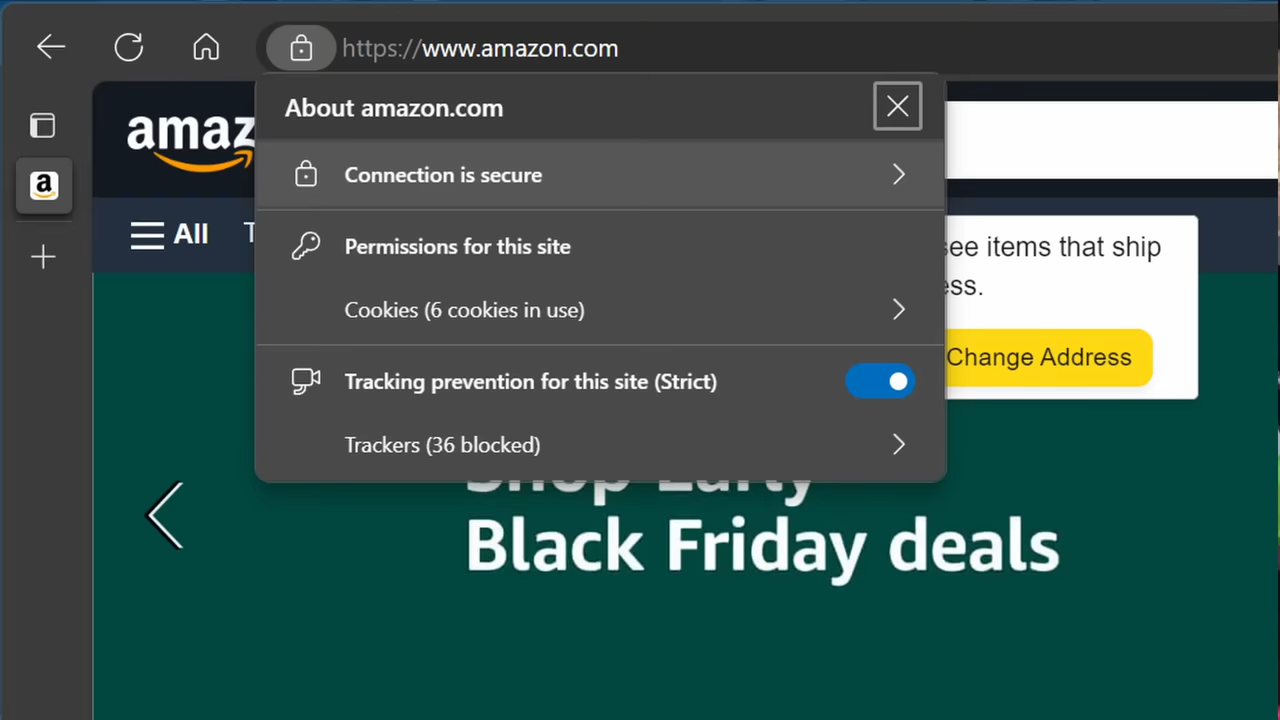 https://www.amazon.com
About amazon.com
Connection is secure
All
Permissions for this site
see items that ship
Cookies (6 cookies in use)
Change Address
Tracking prevention for this site (Strict)
Trackers (36 blocked)
Shop Early
Black Friday deals